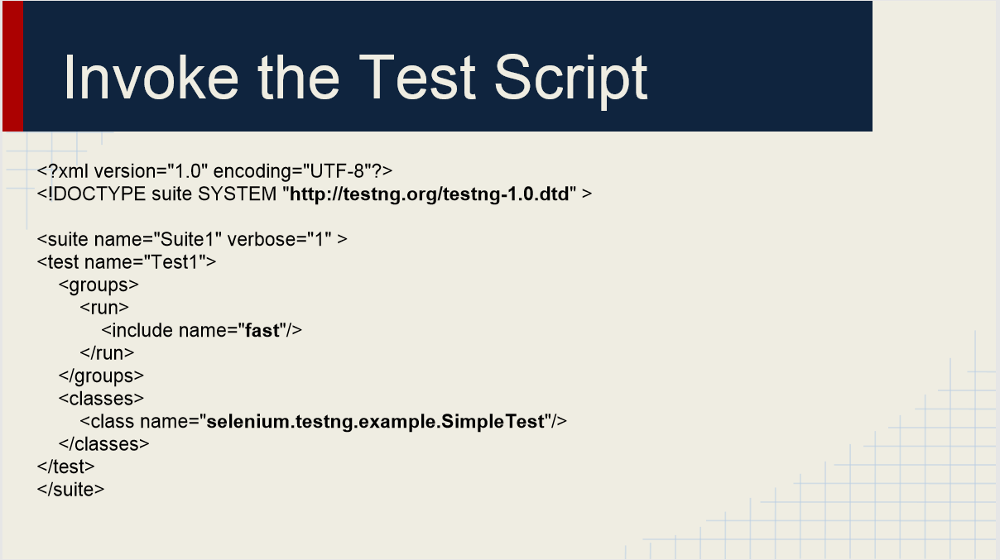 Invoke the Test Script
<?xml version="1.0" encoding="UTF-8"?>
<!DOCTYPE suite SYSTEM "http://testng.org/testng-1.0.dtd" >
<suite name="Suite1" verbose="1" >
<test name="Test1">
<groups>
<run>
<include name="fast"/>
</run>
</groups>
<classes>
<class name="selenium.testng.example.SimpleTest"/>
</classes>
</test>
</suite>